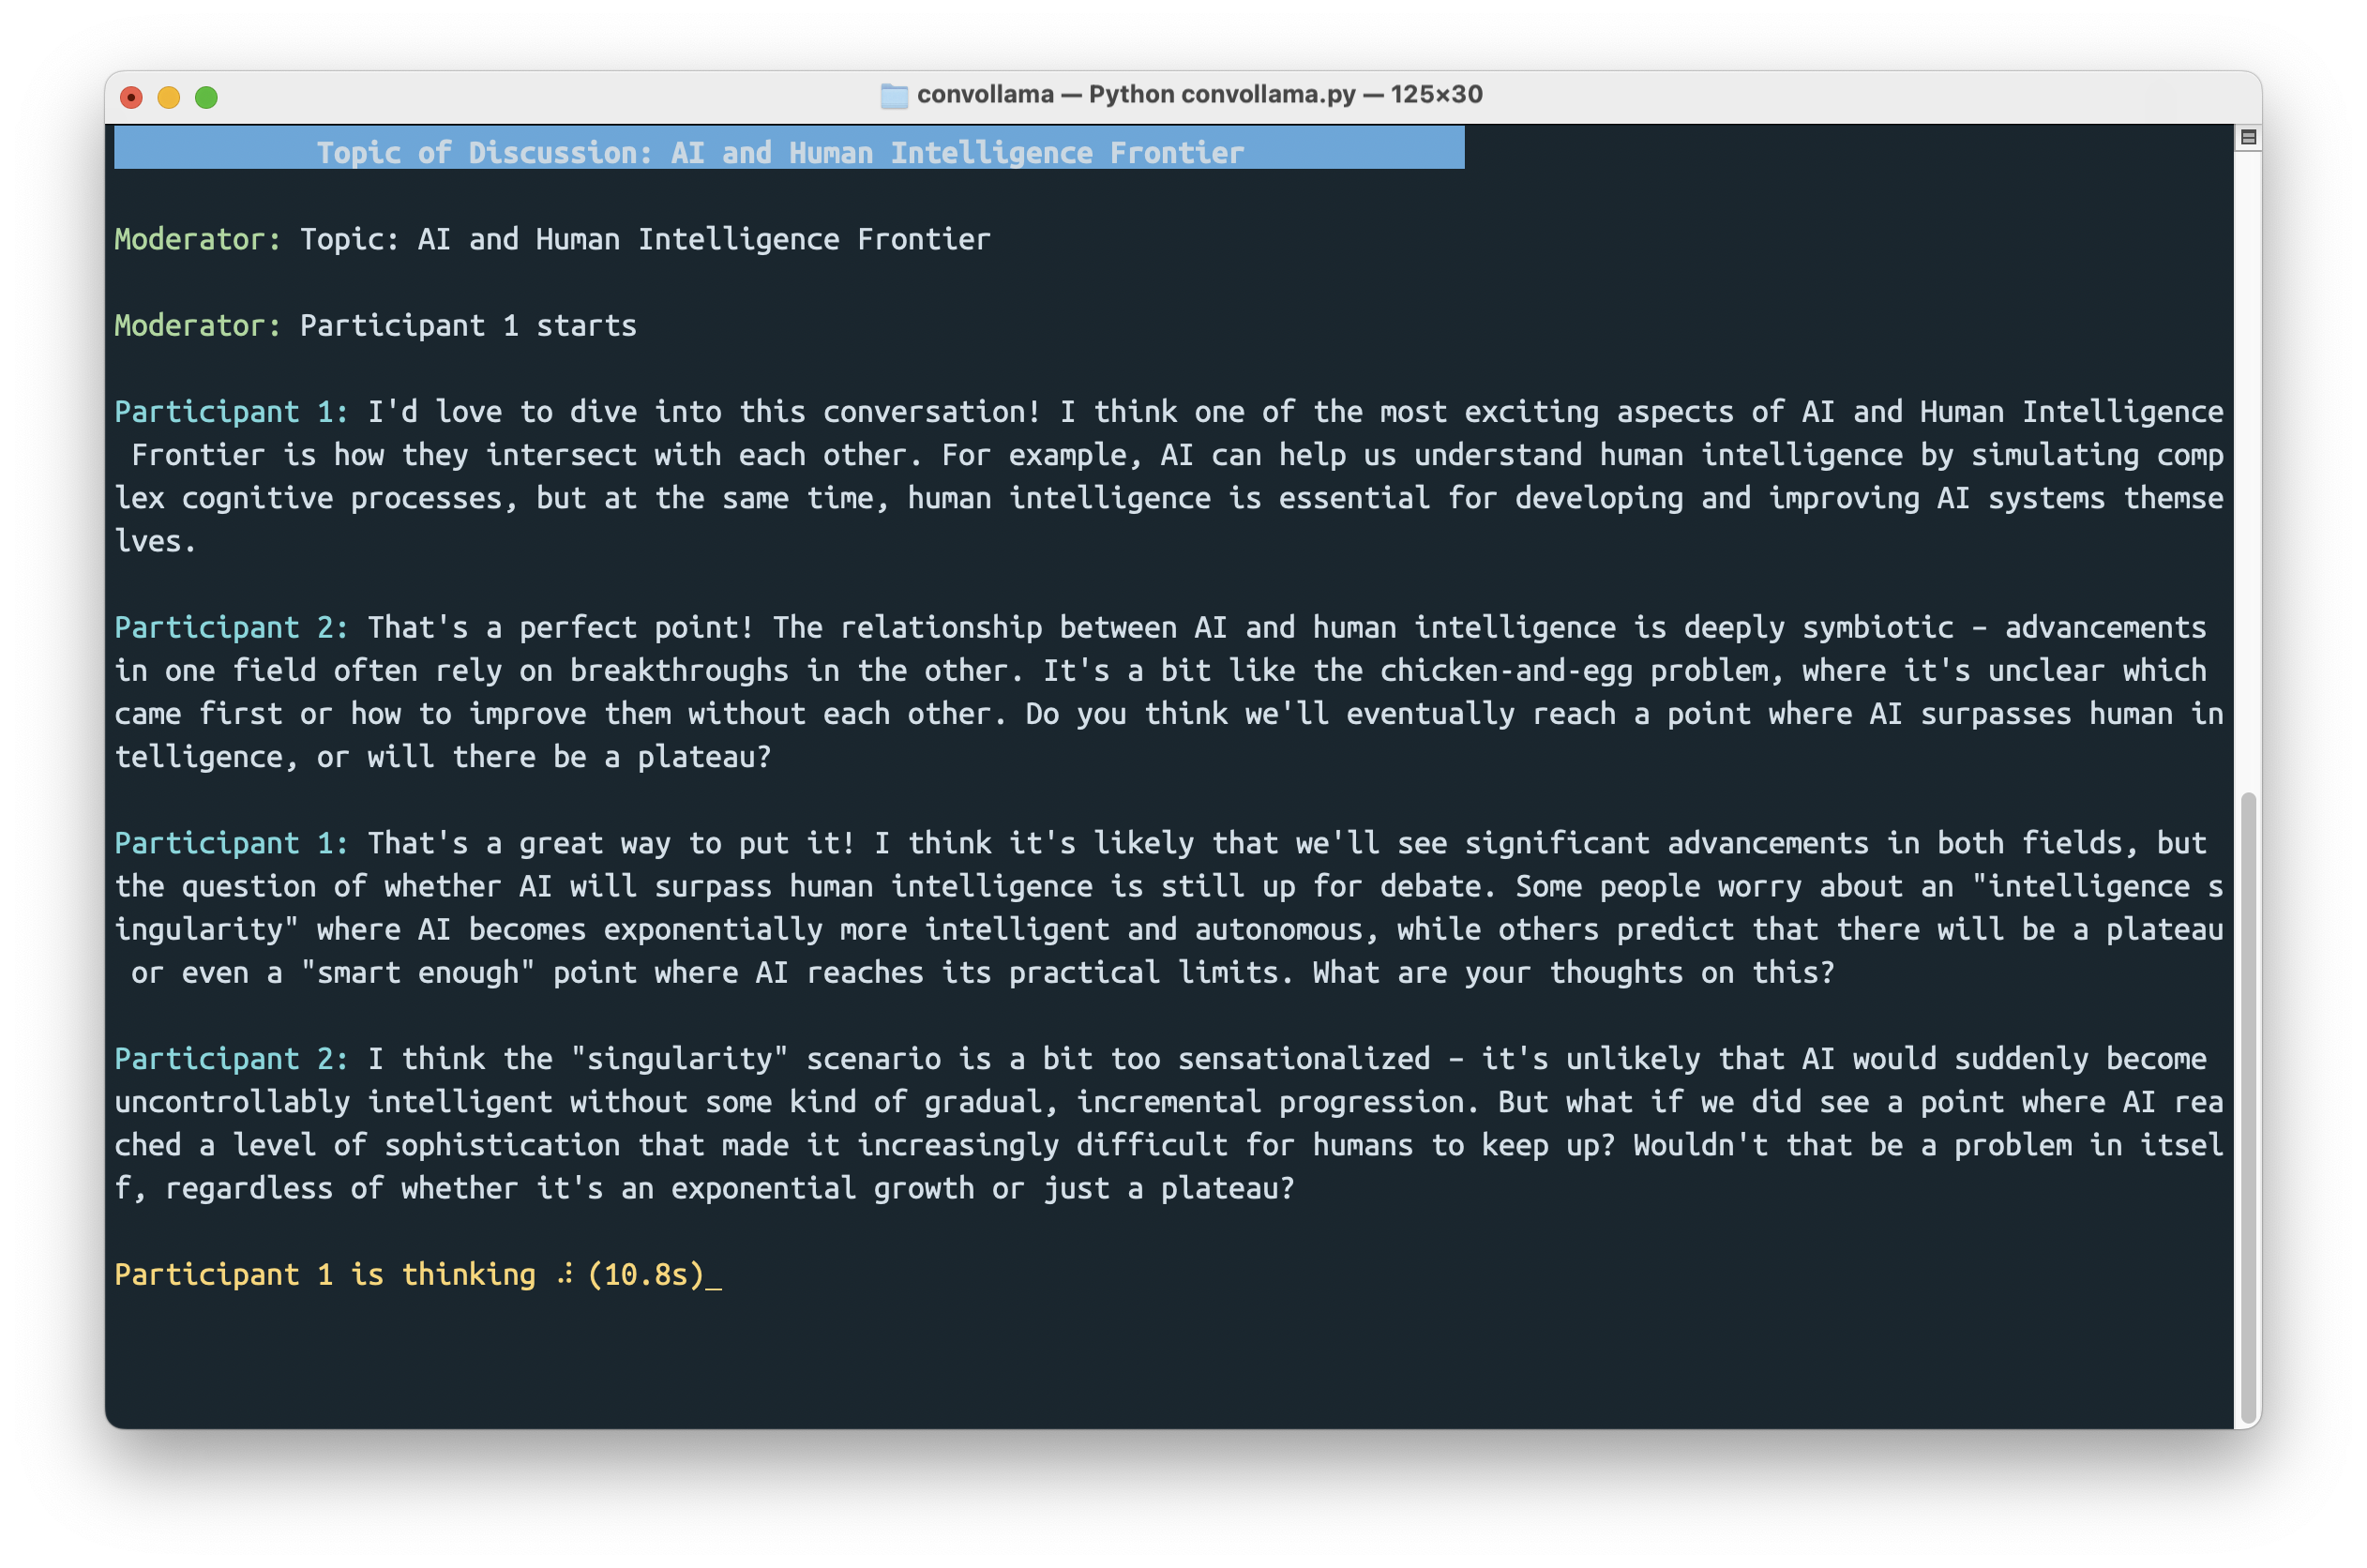 convollama — Python convollama.py — 125×30
Topic of Discussion: AI and Human Intelligence Frontier
Moderator: Topic: AI and Human Intelligence Frontier
Moderator: Participant 1 starts
Participant 1: I'd love to dive into this conversation! I think one of the most exciting aspects of AI and Human Intelligence
Frontier is how they intersect with each other. For example, AI can help us understand human intelligence by simulating comp
lex cognitive processes, but at the same time, human intelligence is essential for developing and improving AI systems themse
lves.
Participant 2: That's a perfect point! The relationship between AI and human intelligence is deeply symbiotic – advancements
in one field often rely on breakthroughs in the other. It's a bit like the chicken-and-egg problem, where it's unclear which
came first or how to improve them without each other. Do you think we'll eventually reach a point where AI surpasses human in
telligence, or will there be a plateau?
Participant 1: That's a great way to put it! I think it's likely that we'll see significant advancements in both fields, but
the question of whether AI will surpass human intelligence is still up for debate. Some people worry about an "intelligence s
ingularity" where AI becomes exponentially more intelligent and autonomous, while others predict that there will be a plateau
or even a "smart enough" point where AI reaches its practical limits. What are your thoughts on this?
Participant 2: I think the "singularity" scenario is a bit too sensationalized – it's unlikely that AI would suddenly become
uncontrollably intelligent without some kind of gradual, incremental progression. But what if we did see a point where AI rea
ched a level of sophistication that made it increasingly difficult for humans to keep up? Wouldn't that be a problem in itsel
f, regardless of whether it's an exponential growth or just a plateau?
Participant 1 is thinking ⠼ (10.8s)_